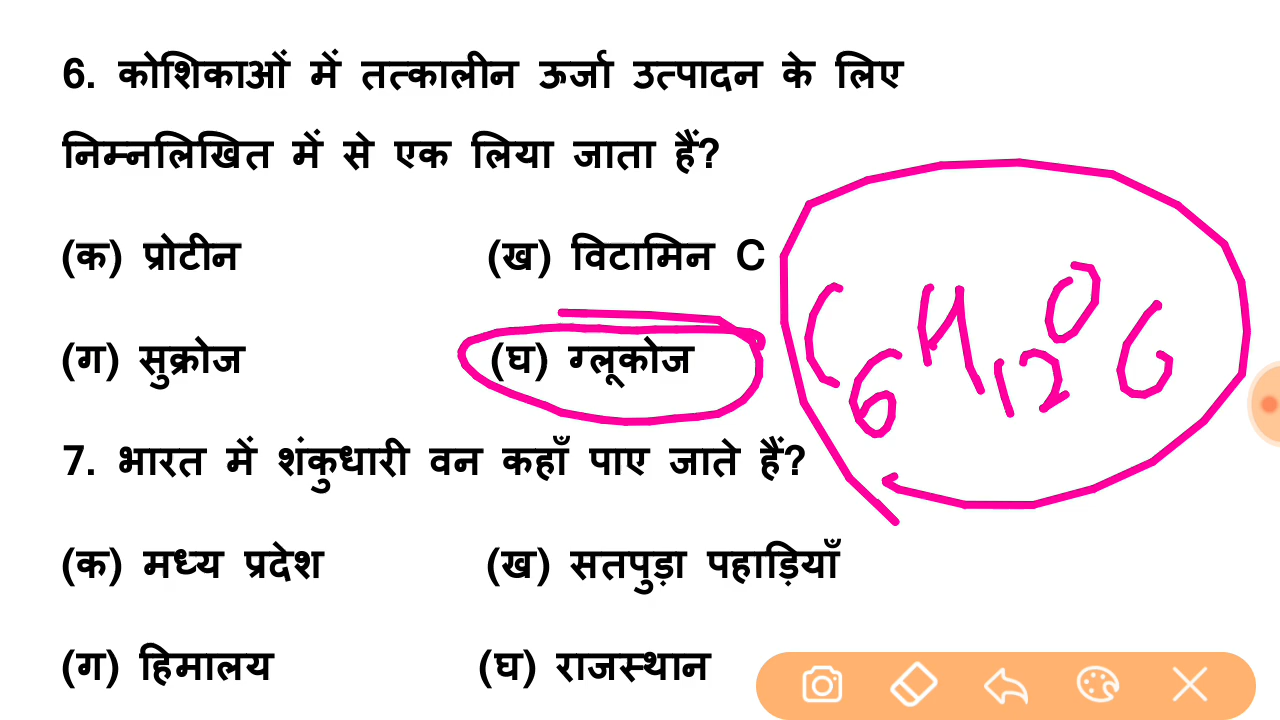 6. कोशिकाओं में तत्कालीन ऊर्जा उत्पादन के लिए
निम्नलिखित में से एक लिया जाता हैं?
(क) प्रोटीन (ख) विटामिन C
(ग) सुक्रोज (घ) ग्लूकोज
C6H12O6
7. भारत में शंकुधारी वन कहाँ पाए जाते हैं?
(क) मध्य प्रदेश (ख) सतपुड़ा पहाड़ियाँ
(ग) हिमालय (घ) राजस्थान